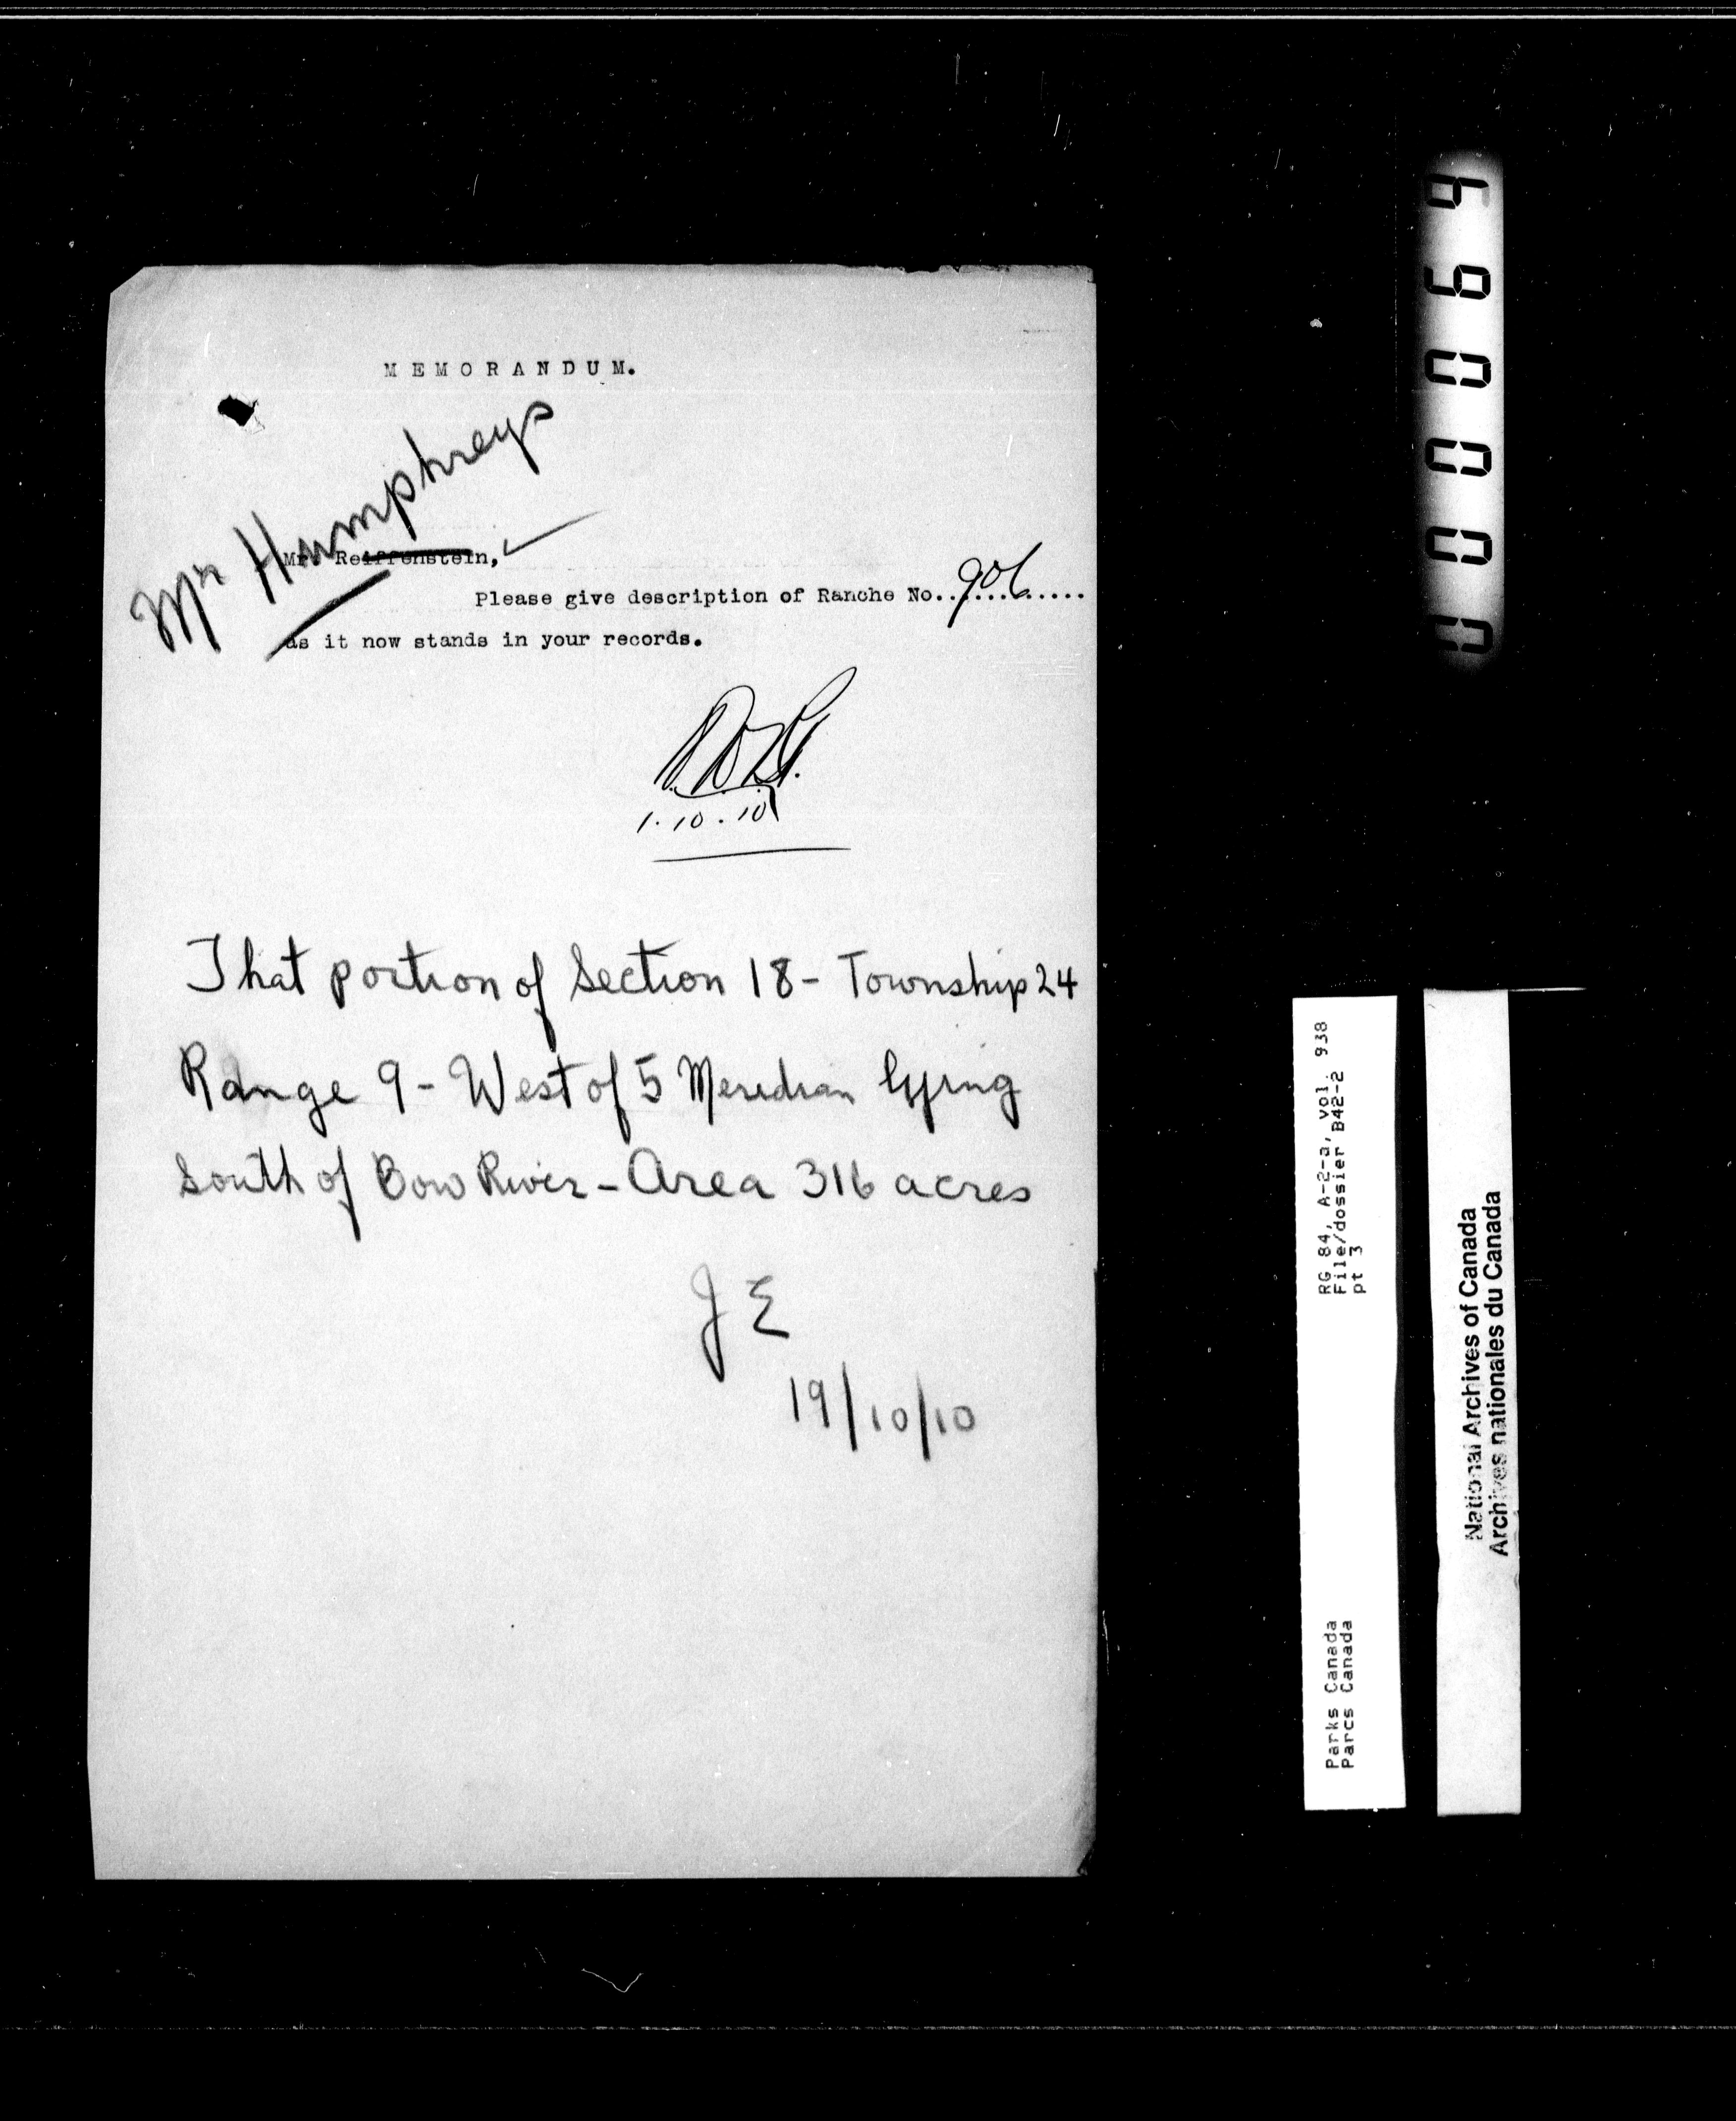 MEMORANDUM.
Mr Humphreys
Mr. Reiffenstein,
Please give description of Ranche No. 906
as it now stands in your records.
1.10.10
That portion of Section 18 - Township 24
Range 9 - West of 5 Meridian lying
South of Bow River - Area 316 acres
J E
19/10/10
000069
RG 84, A-2-a, vol. 938
File/dossier B42-2
pt 3
Parks Canada
Parcs Canada
National Archives of Canada
Archives nationales du Canada